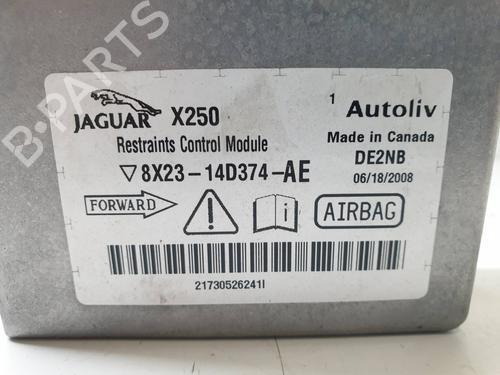 B-PARTS
JAGUAR X250
1 Autoliv
Restraints Control Module
Made in Canada
8X23-14D374-AE
DE2NB
06/18/2008
FORWARD
i
AIRBAG
21730526241I